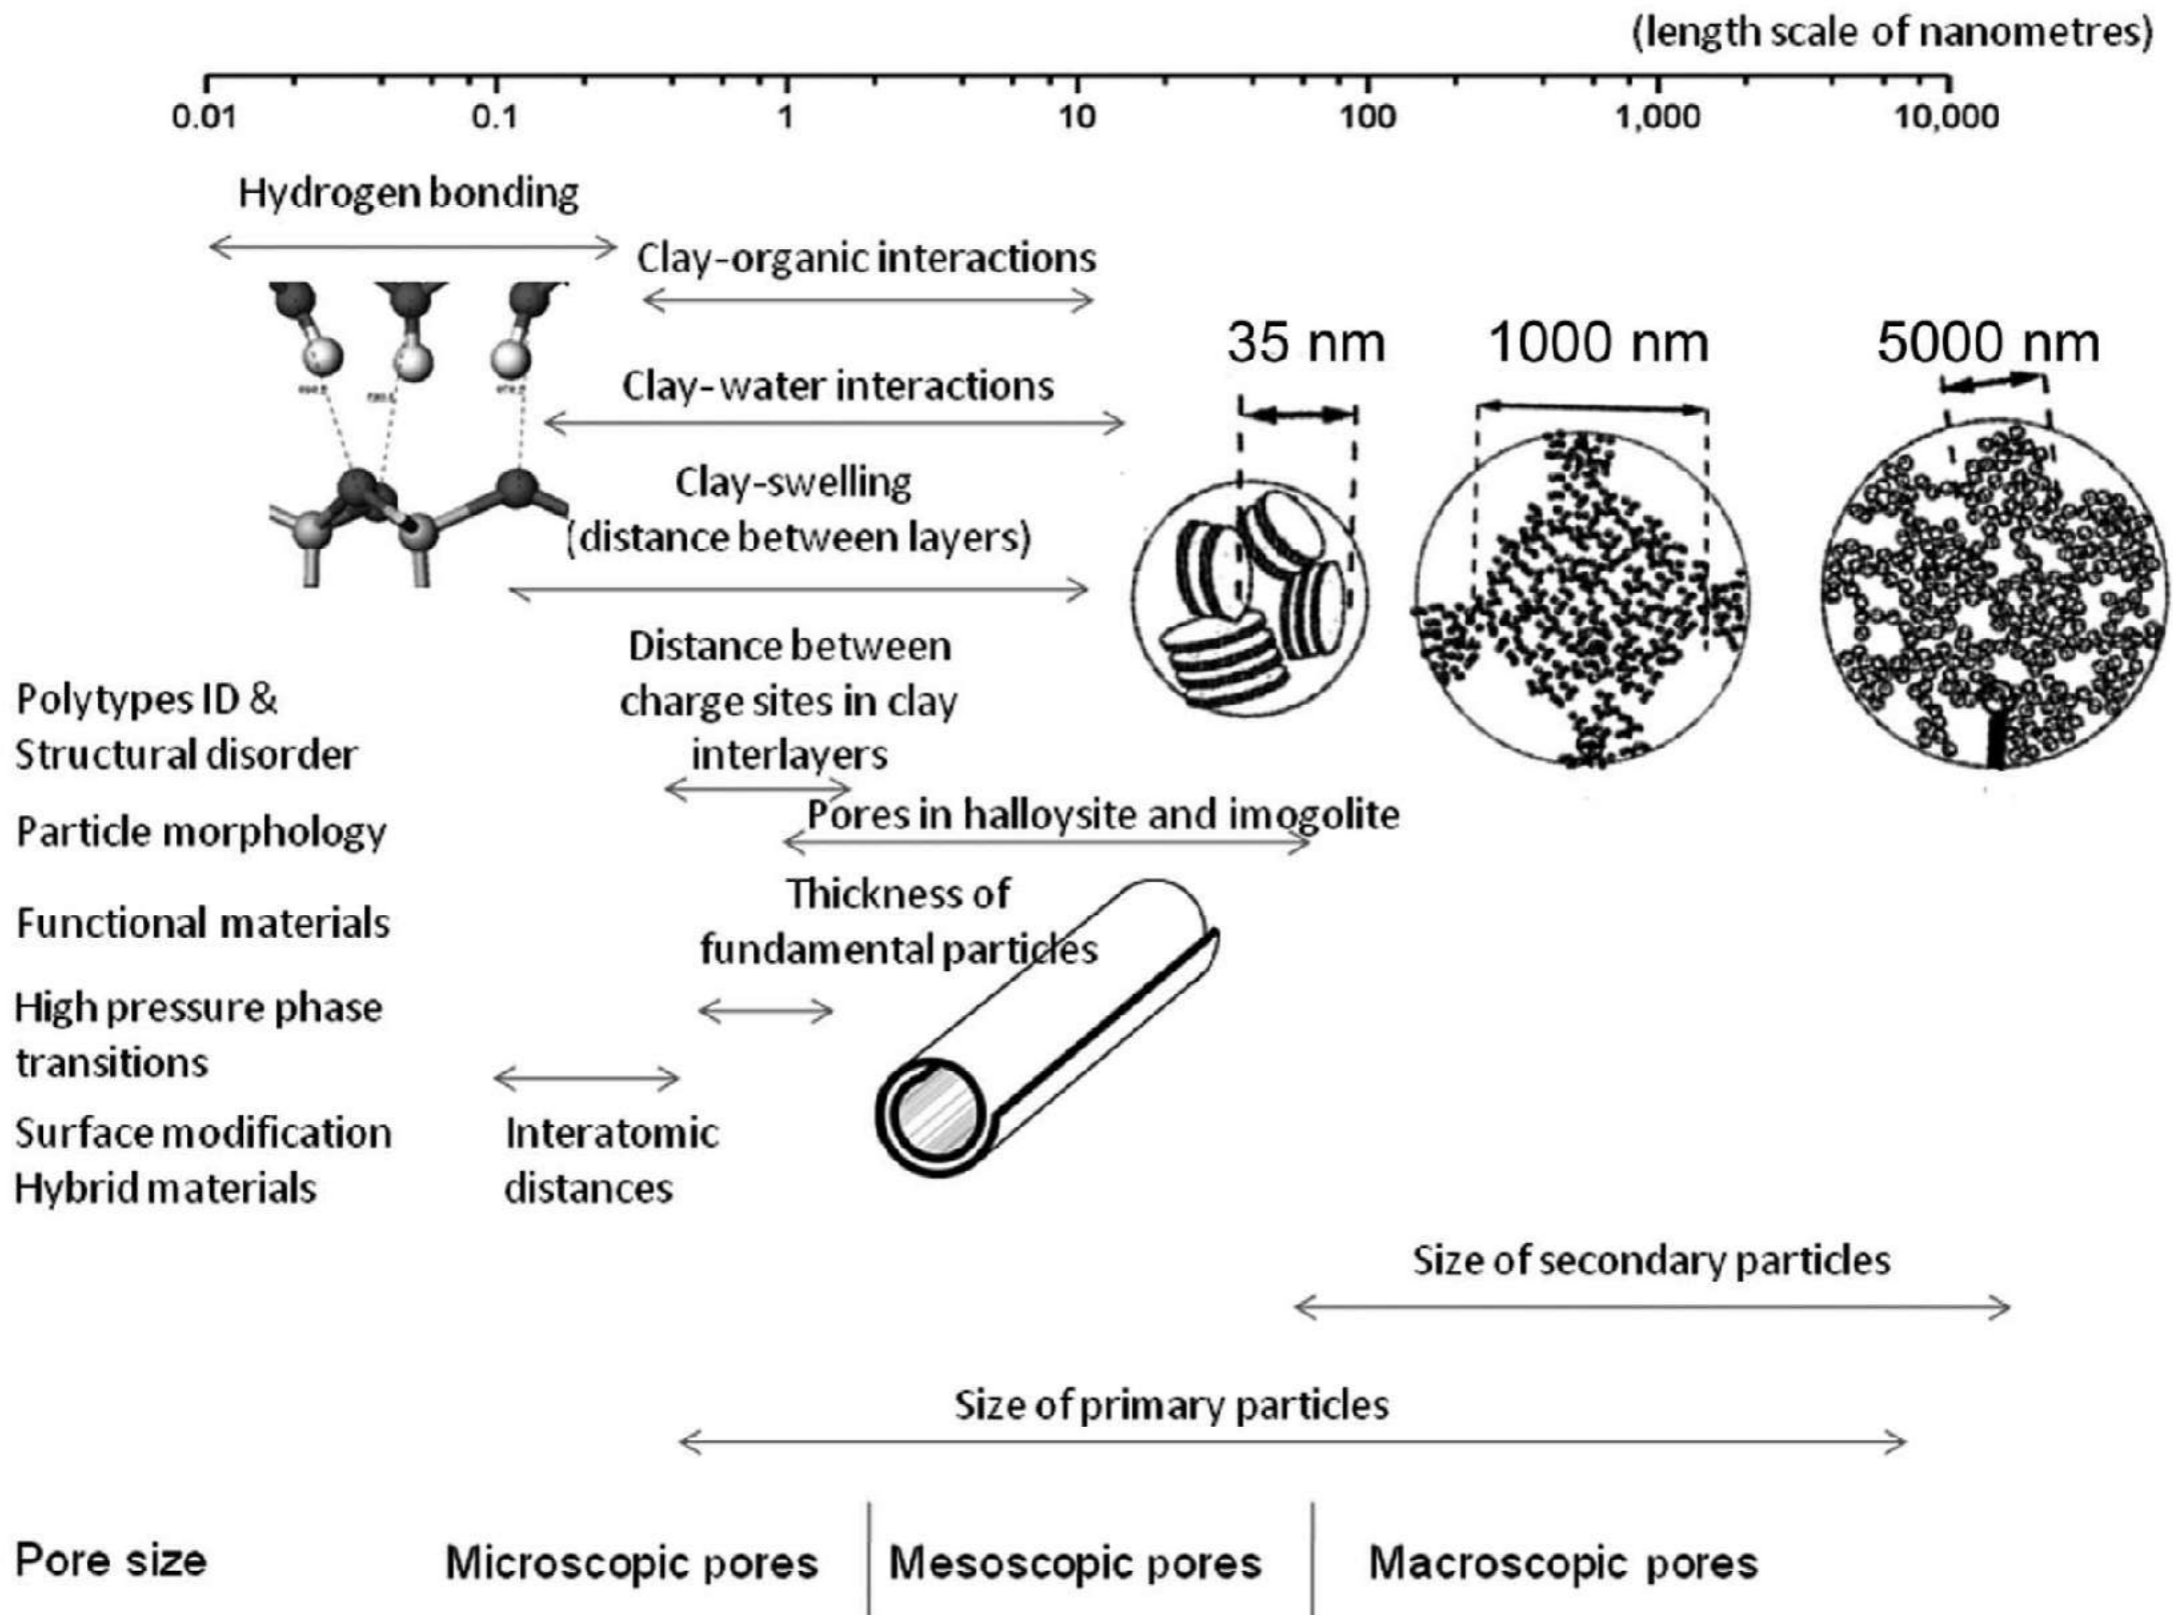 (length scale of nanometres)
0.01 0.1 1 10 100 1,000 10,000
Hydrogen bonding
Clay-organic interactions
35 nm 1000 nm 5000 nm
Clay-water interactions
Clay-swelling
(distance between layers)
Distance between
charge sites in clay
interlayers
Polytypes ID &
Structural disorder
Pores in halloysite and imogolite
Particle morphology
Thickness of
fundamental particles
Functional materials
High pressure phase
transitions
Surface modification
Hybrid materials
Interatomic
distances
Size of secondary particles
Size of primary particles
Pore size Microscopic pores Mesoscopic pores Macroscopic pores